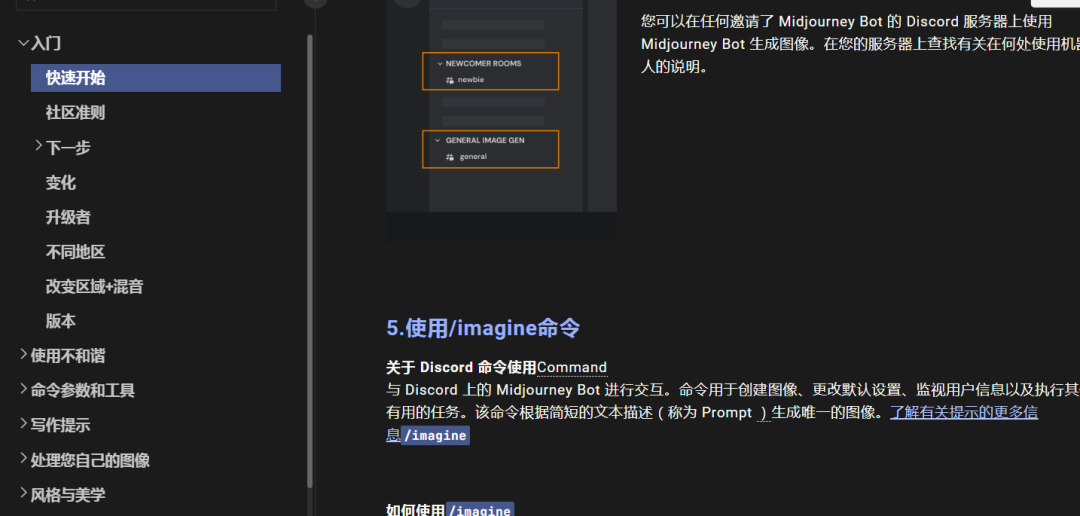 入门
快速开始
社区准则
下一步
变化
升级者
不同地区
改变区域+混音
版本
使用不和谐
命令参数和工具
写作提示
处理您自己的图像
风格与美学
NEWCOMER ROOMS
newbie
GENERAL IMAGE GEN
general
您可以在任何邀请了 Midjourney Bot 的 Discord 服务器上使用
Midjourney Bot 生成图像。在您的服务器上查找有关在何处使用机器
人的说明。
5.使用/imagine命令
关于 Discord 命令使用Command
与 Discord 上的 Midjourney Bot 进行交互。命令用于创建图像、更改默认设置、监视用户信息以及执行其
有用的任务。该命令根据简短的文本描述（称为 Prompt ）生成唯一的图像。了解有关提示的更多信
息/imagine
如何使用/imagine